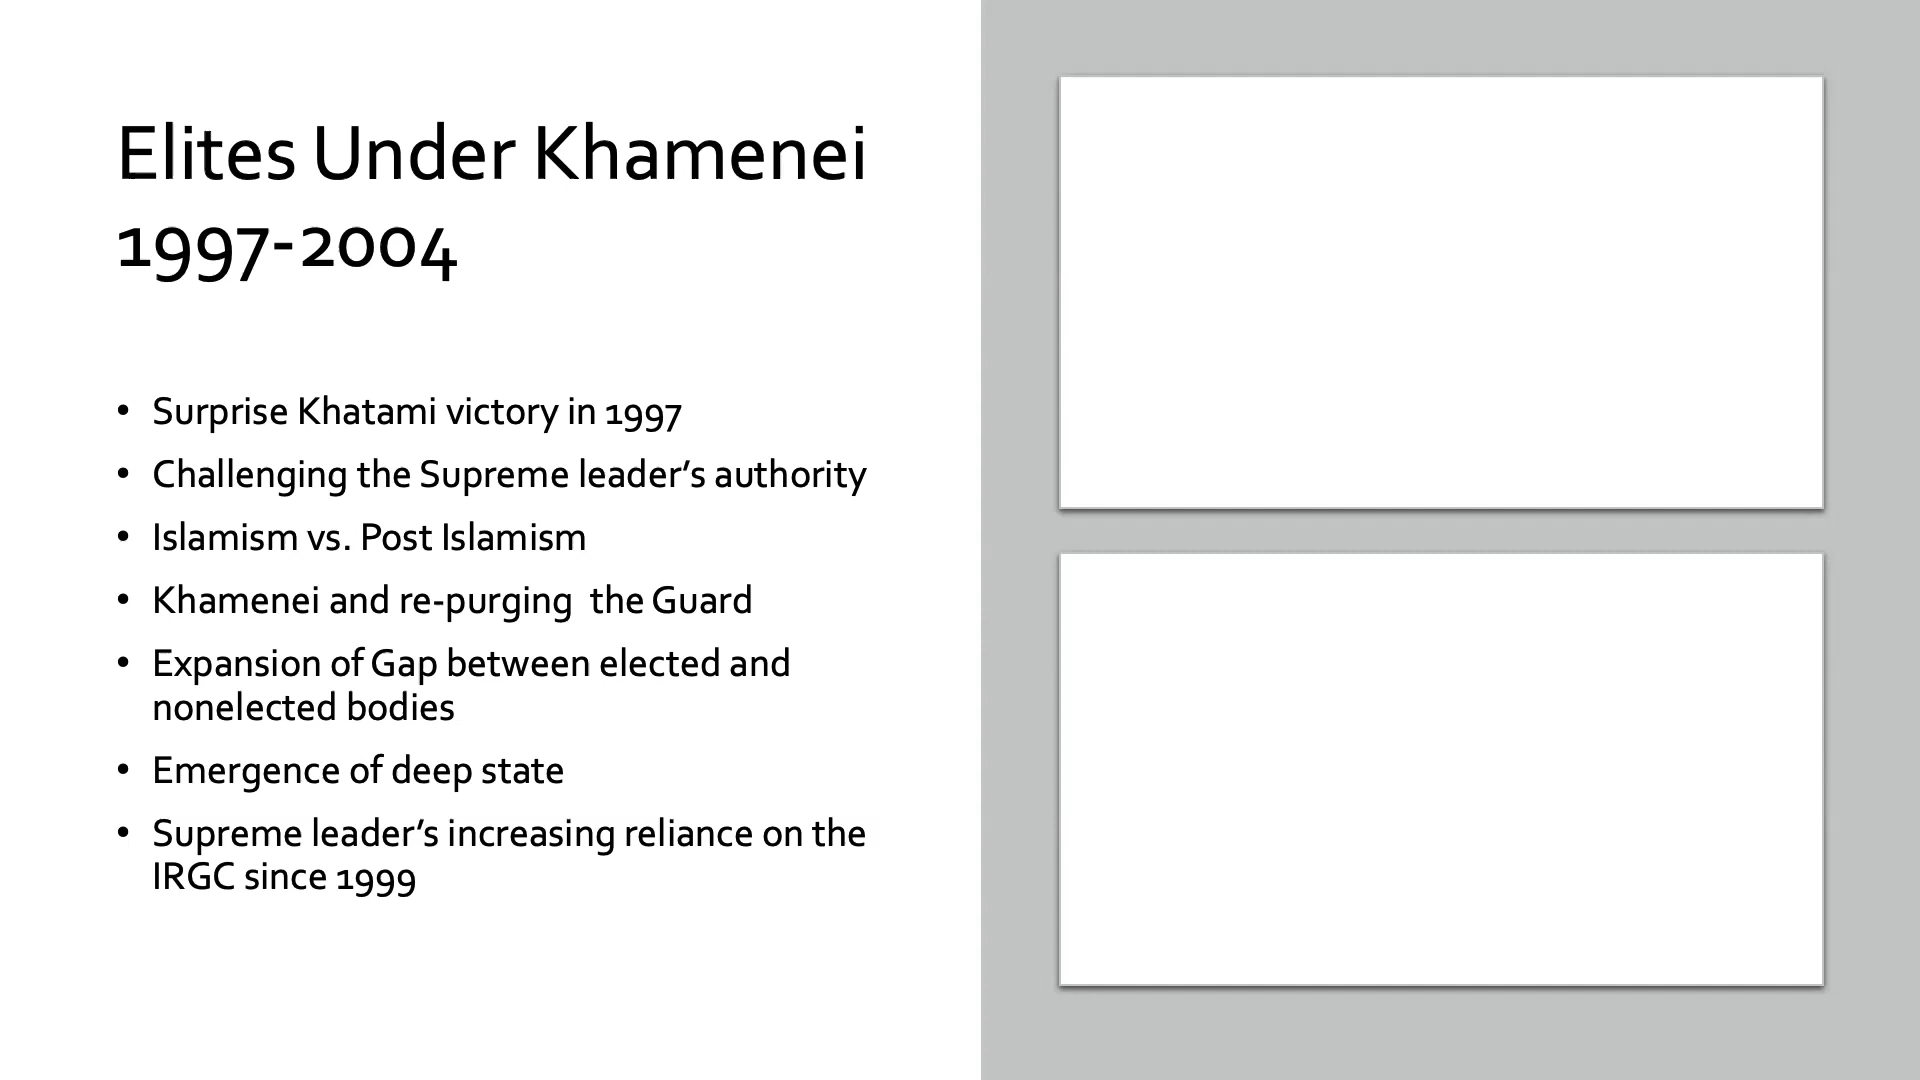 Elites Under Khamenei
1997-2004
• Surprise Khatami victory in 1997
• Challenging the Supreme leader’s authority
• Islamism vs. Post Islamism
• Khamenei and re-purging  the Guard
• Expansion of Gap between elected and
nonelected bodies
• Emergence of deep state
• Supreme leader’s increasing reliance on the
IRGC since 1999